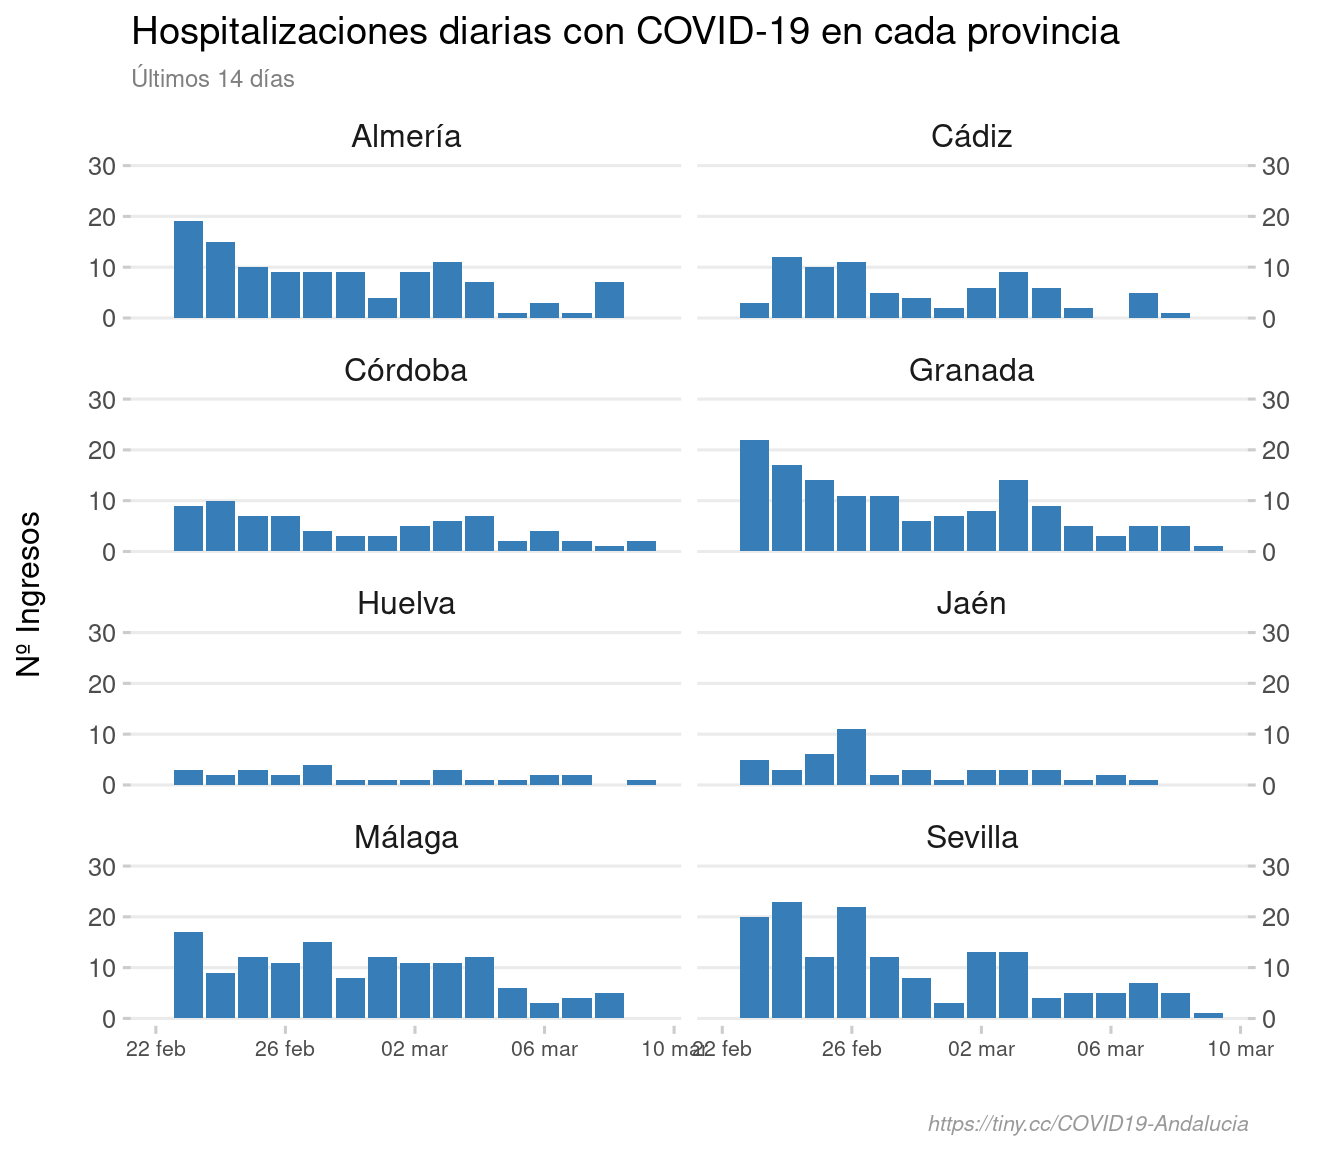 Hospitalizaciones diarias con COVID-19 en cada provincia
Últimos 14 días
Almería Cádiz
30 30
20 20
10 10
0 0
Córdoba Granada
30 30
20 20
10 10
0 0
Nº Ingresos
Huelva Jaén
30 30
20 20
10 10
0 0
Málaga Sevilla
30 30
20 20
10 10
0 0
22 feb 26 feb 02 mar 06 mar 10 mar 22 feb 26 feb 02 mar 06 mar 10 mar
https://tiny.cc/COVID19-Andalucia